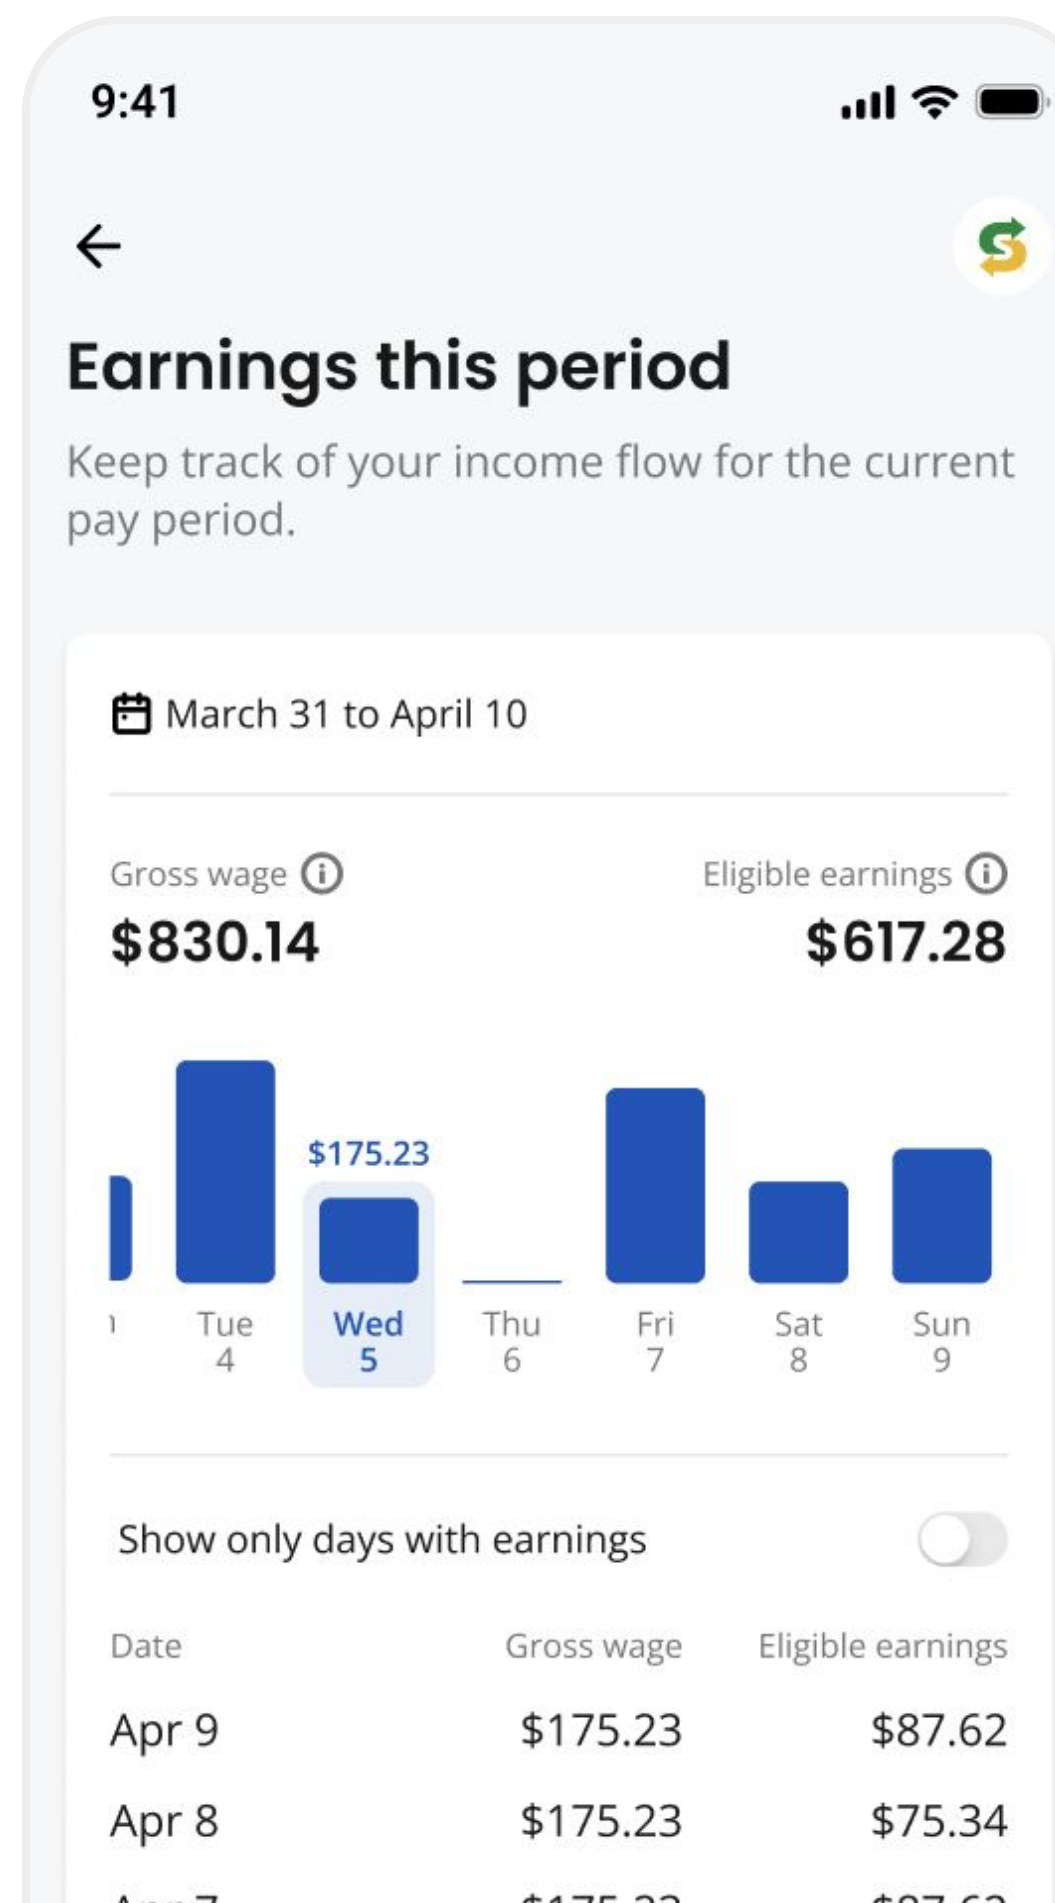 9:41
Earnings this period
Keep track of your income flow for the current
pay period.
March 31 to April 10
Gross wage Eligible earnings
$830.14 $617.28
$175.23
Tue Wed Thu Fri Sat Sun
4 5 6 7 8 9
Show only days with earnings
Date Gross wage Eligible earnings
Apr 9 $175.23 $87.62
Apr 8 $175.23 $75.34